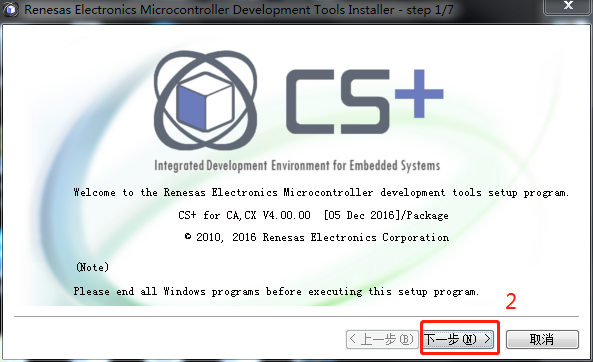 Renesas Electronics Microcontroller Development Tools Installer - step 1/7
CS+
Integrated Development Environment for Embedded Systems
Welcome to the Renesas Electronics Microcontroller development tools setup program.
CS+ for CA,CX V4.00.00 [05 Dec 2016]/Package
© 2010, 2016 Renesas Electronics Corporation
(Note)
Please end all Windows programs before executing this setup program.
2
< 上一步(B) 下一步(N) > 取消